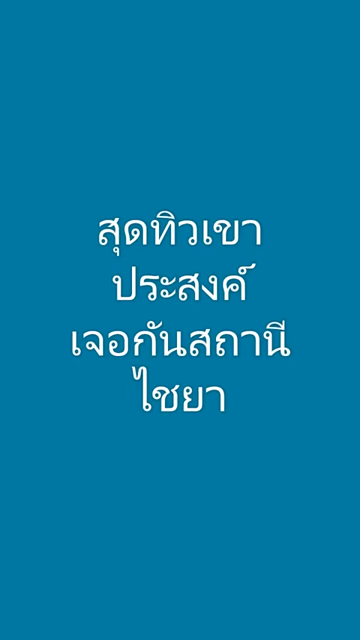 สุดทิวเขา
ประสงค์
เจอกันสถานี
ไชยา